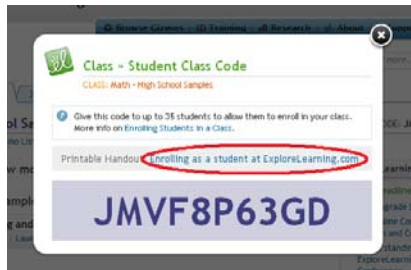 Browse Gizmos
Training
Research
About
Class - Student Class Code
CLASS: Math - High School Samples
Give this code to up to 35 students to allow them to enroll in your class.
More info on Enrolling Students in a Class.
Printable Handout Enrolling as a student at ExploreLearning.com
JMVF8P63GD